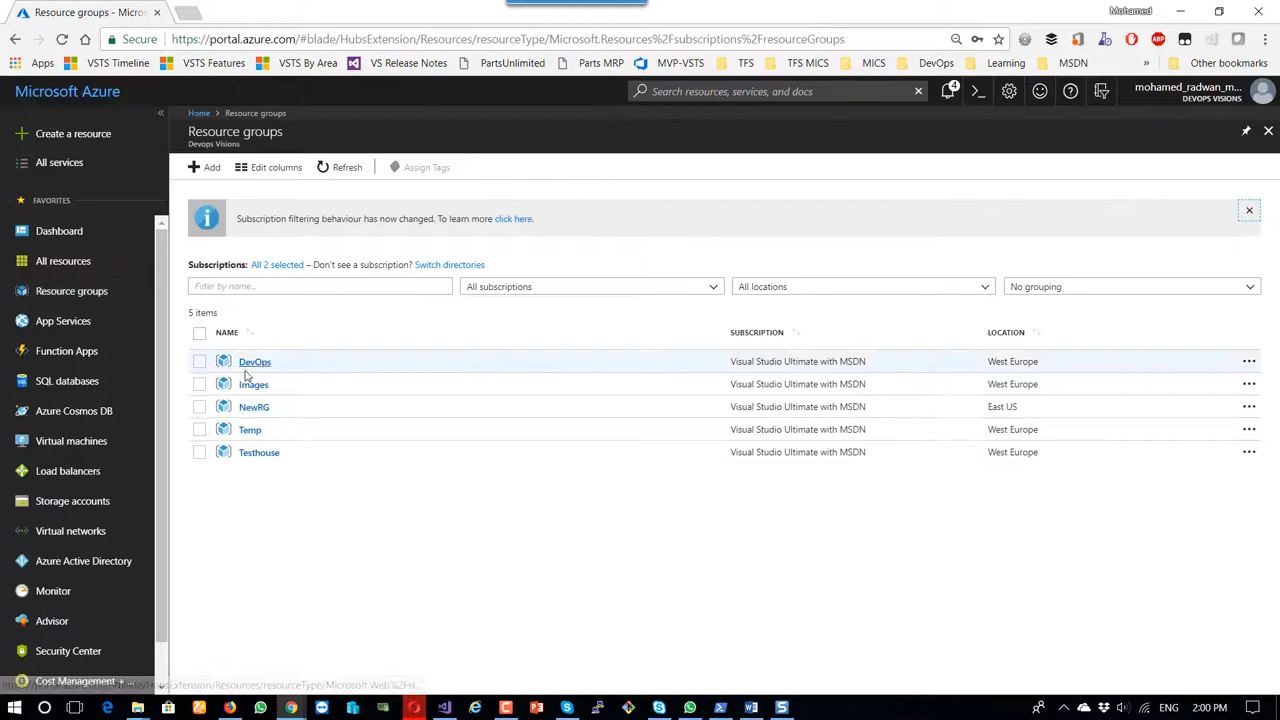 Resource groups - Micros
Mohamed
Secure
https://portal.azure.com/#blade/HubsExtension/Resources/resourceType/Microsoft.Resources%2Fsubscriptions%2FresourceGroups
Apps
VSTS Timeline
VSTS Features
VSTS By Area
VS Release Notes
PartsUnlimited
Parts MRP
MVP-VSTS
TFS
TFS MICS
MICS
DevOps
Learning
MSDN
Other bookmarks
Microsoft Azure
Search resources, services, and docs
4
mohamed_radwan_m...
DEVOPS VISIONS
Create a resource
All services
FAVORITES
Dashboard
All resources
Resource groups
App Services
Function Apps
SQL databases
Azure Cosmos DB
Virtual machines
Load balancers
Storage accounts
Virtual networks
Azure Active Directory
Monitor
Advisor
Security Center
Cost Management + ...
Home > Resource groups
Resource groups
Devops Visions
Add
Edit columns
Refresh
Assign Tags
Subscription filtering behaviour has now changed. To learn more click here.
Subscriptions: All 2 selected – Don't see a subscription? Switch directories
Filter by name...
All subscriptions
All locations
No grouping
5 items
NAME SUBSCRIPTION LOCATION
DevOps Visual Studio Ultimate with MSDN West Europe
Images Visual Studio Ultimate with MSDN West Europe
NewRG Visual Studio Ultimate with MSDN East US
Temp Visual Studio Ultimate with MSDN West Europe
Testhouse Visual Studio Ultimate with MSDN West Europe
2:00 PM